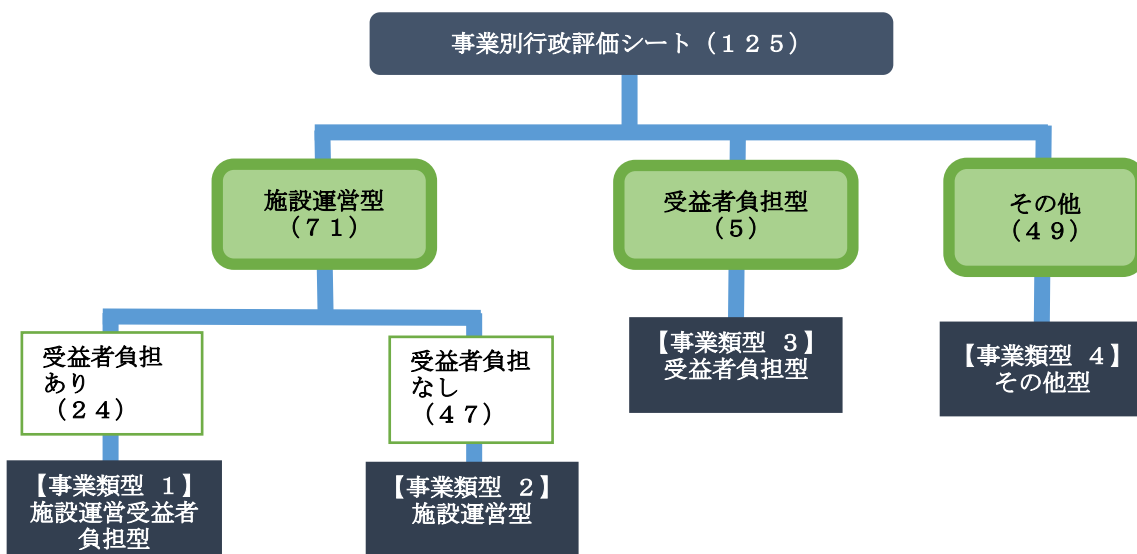 事業別行政評価シート（１２５）
施設運営型
（７１）
受益者負担型
（５）
その他
（４９）
受益者負担
あり
（２４）
受益者負担
なし
（４７）
【事業類型 ３】
受益者負担型
【事業類型 ４】
その他型
【事業類型 １】
施設運営受益者
負担型
【事業類型 ２】
施設運営型